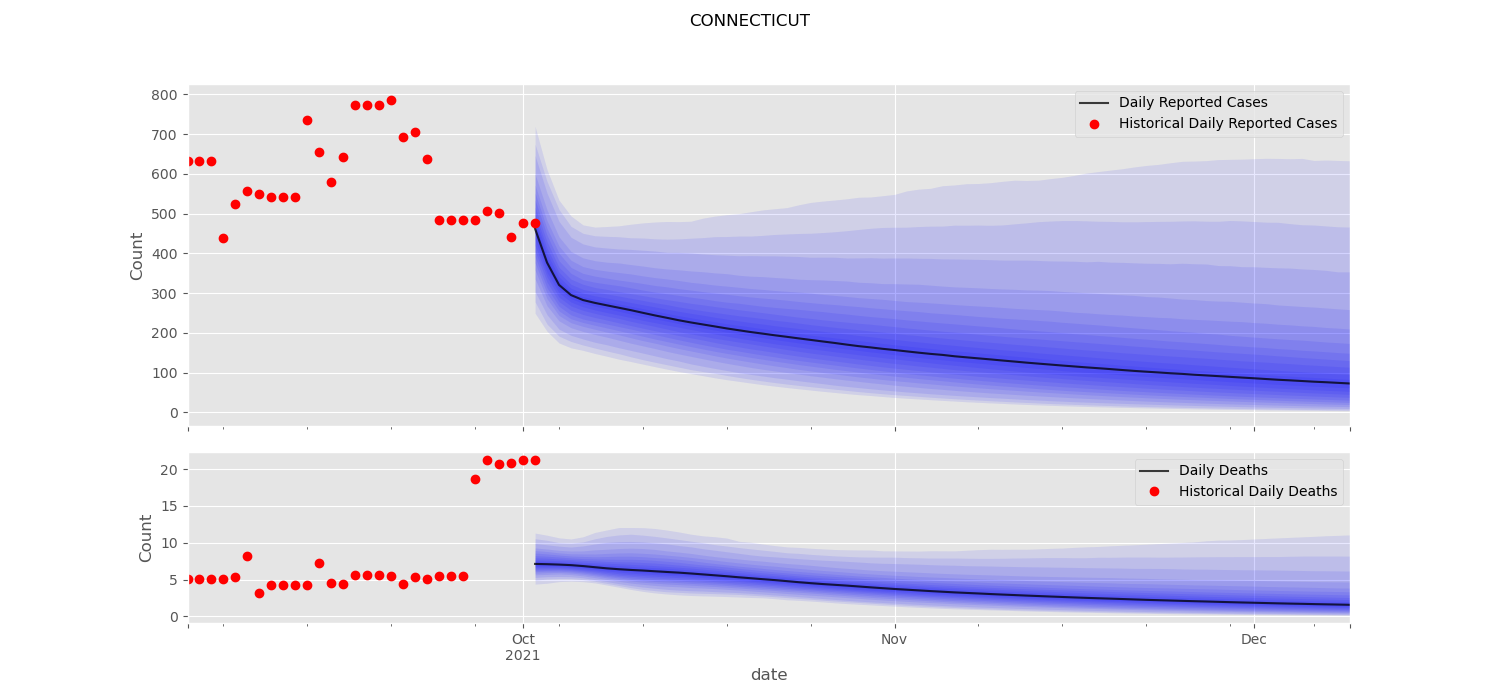 CONNECTICUT
800
700
600
500
400
300
200
100
0
Count
Daily Reported Cases
Historical Daily Reported Cases
20
15
10
5
0
Count
Daily Deaths
Historical Daily Deaths
Oct
2021
Nov
Dec
date